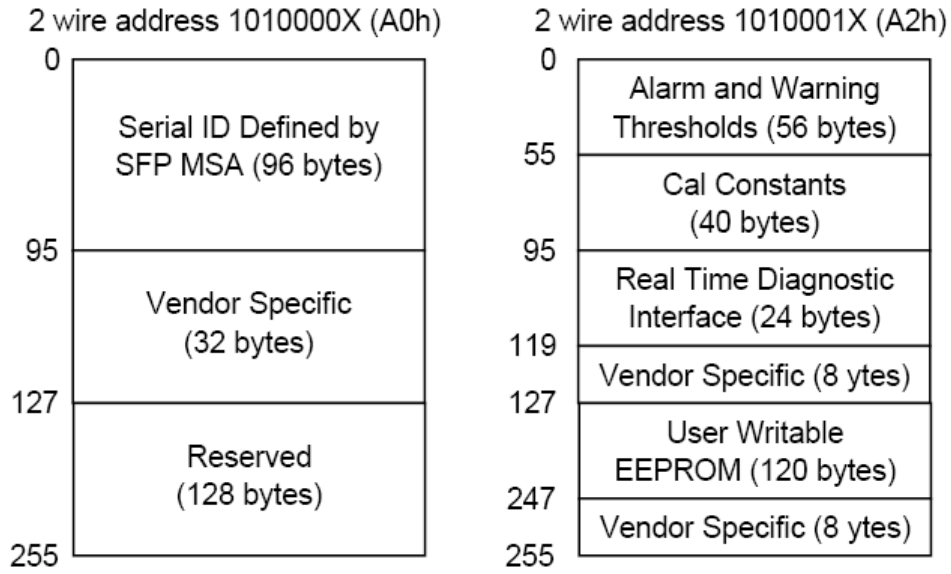 2 wire address 1010000X (A0h)
0
Serial ID Defined by
SFP MSA (96 bytes)
95
Vendor Specific
(32 bytes)
127
Reserved
(128 bytes)
255
2 wire address 1010001X (A2h)
0
Alarm and Warning
Thresholds (56 bytes)
55
Cal Constants
(40 bytes)
95
Real Time Diagnostic
Interface (24 bytes)
119
Vendor Specific (8 ytes)
127
User Writable
EEPROM (120 bytes)
247
Vendor Specific (8 ytes)
255